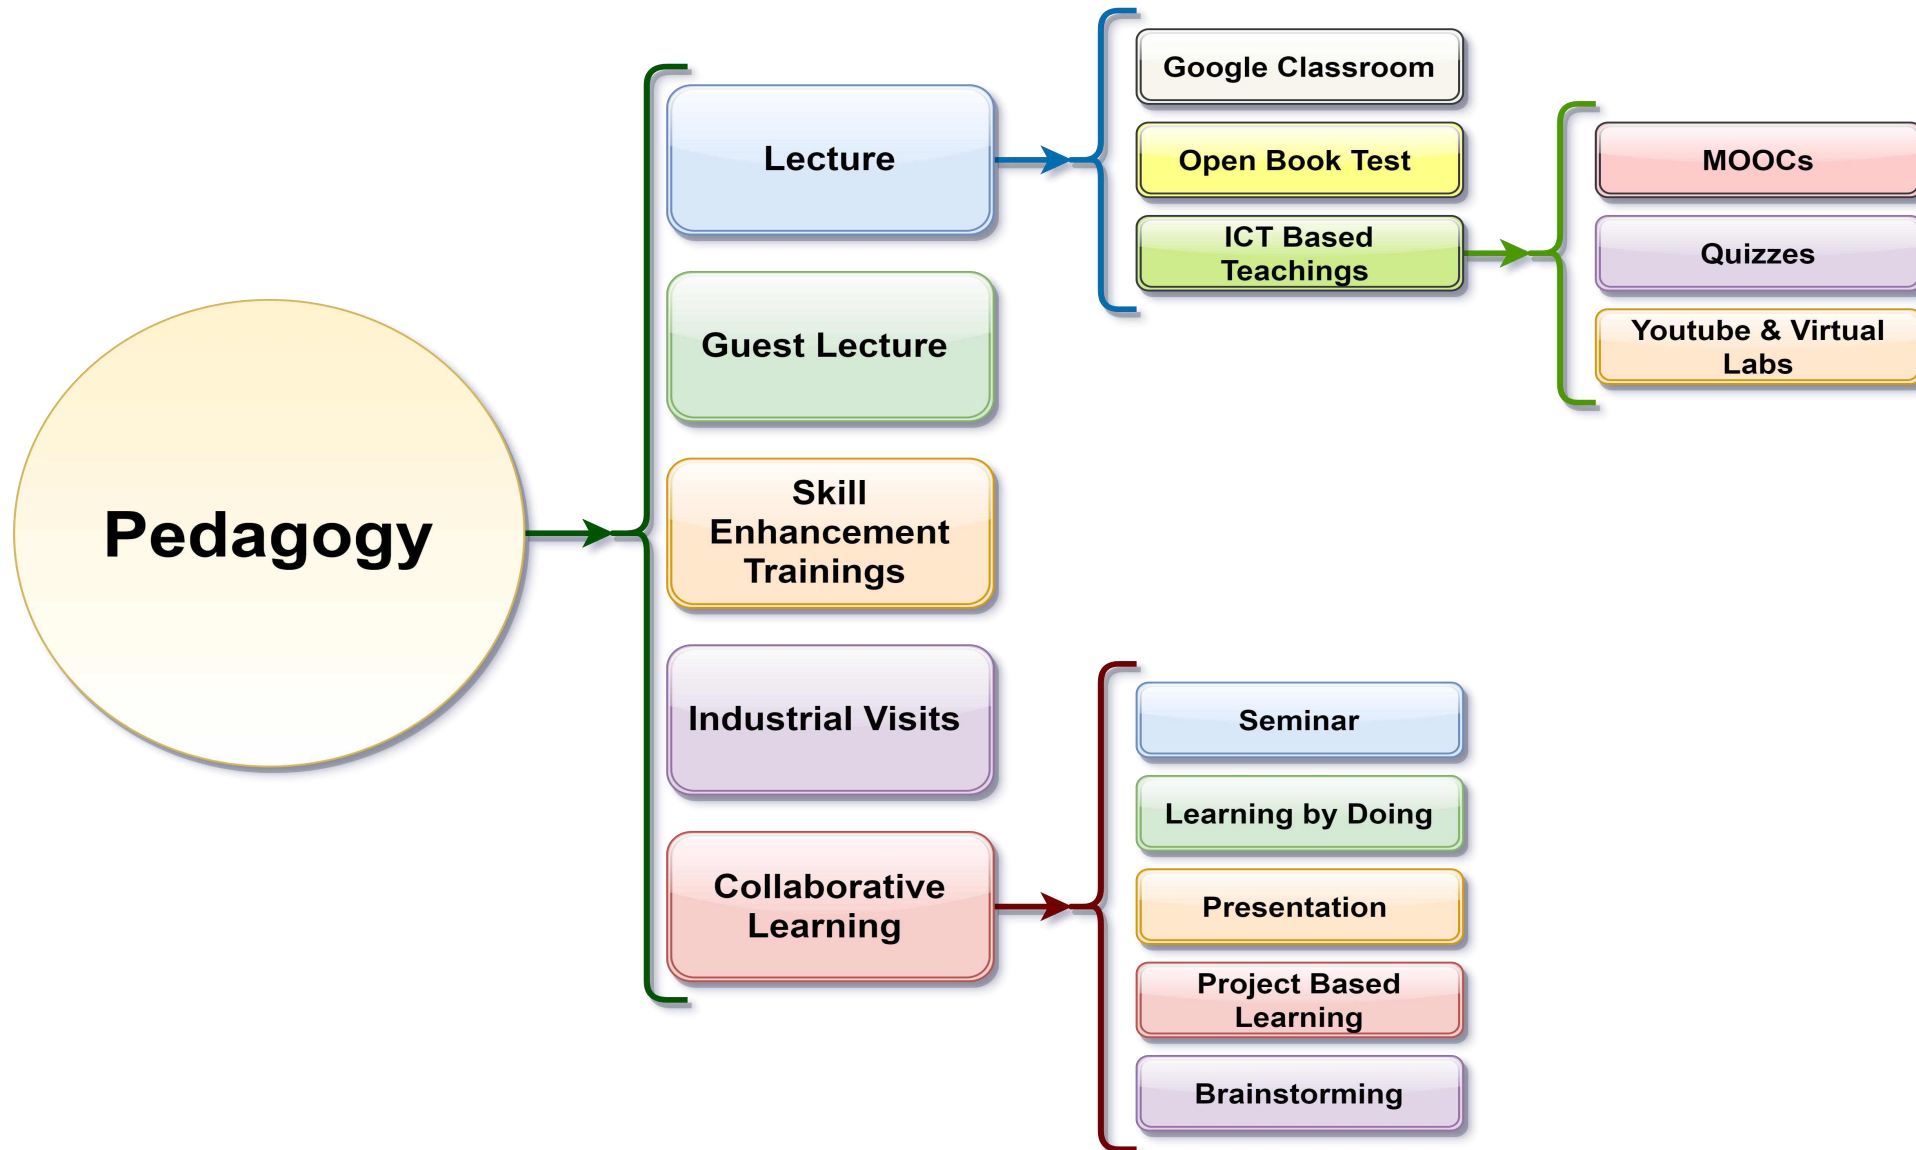 Pedagogy
Lecture
Guest Lecture
Skill
Enhancement
Trainings
Industrial Visits
Collaborative
Learning
Google Classroom
Open Book Test
ICT Based
Teachings
MOOCs
Quizzes
Youtube & Virtual
Labs
Seminar
Learning by Doing
Presentation
Project Based
Learning
Brainstorming